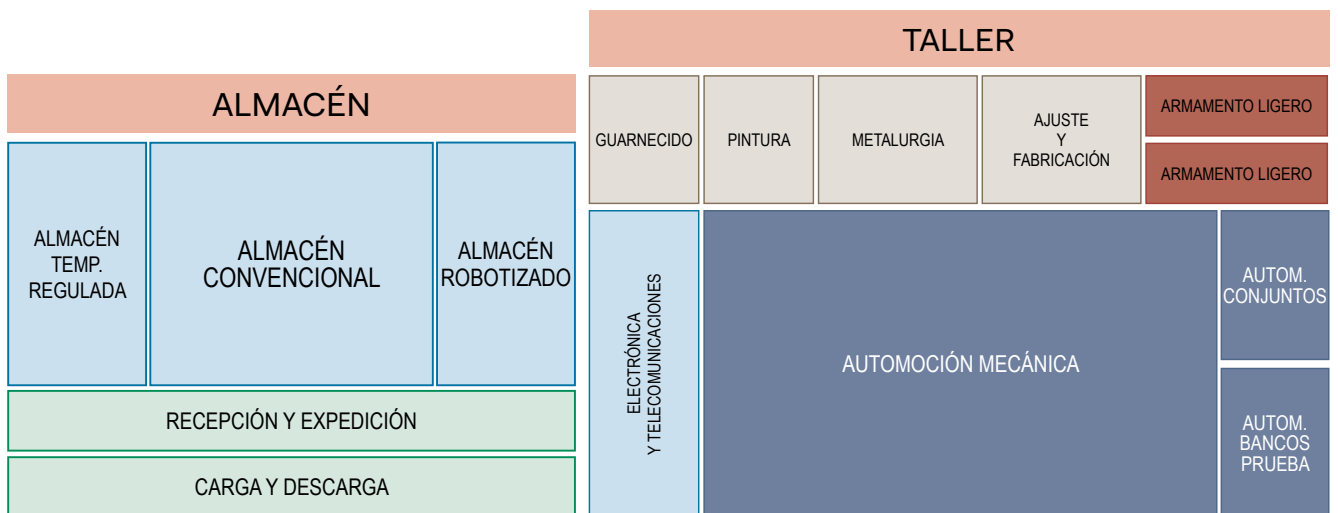 ALMACÉN
ALMACÉN
TEMP.
REGULADA
ALMACÉN
CONVENCIONAL
ALMACÉN
ROBOTIZADO
RECEPCIÓN Y EXPEDICIÓN
CARGA Y DESCARGA
TALLER
GUARNECIDO
PINTURA
METALURGIA
AJUSTE
Y
FABRICACIÓN
ARMAMENTO LIGERO
ARMAMENTO LIGERO
ELECTRÓNICA
Y TELECOMUNICACIONES
AUTOMOCIÓN MECÁNICA
AUTOM.
CONJUNTOS
AUTOM.
BANCOS
PRUEBA